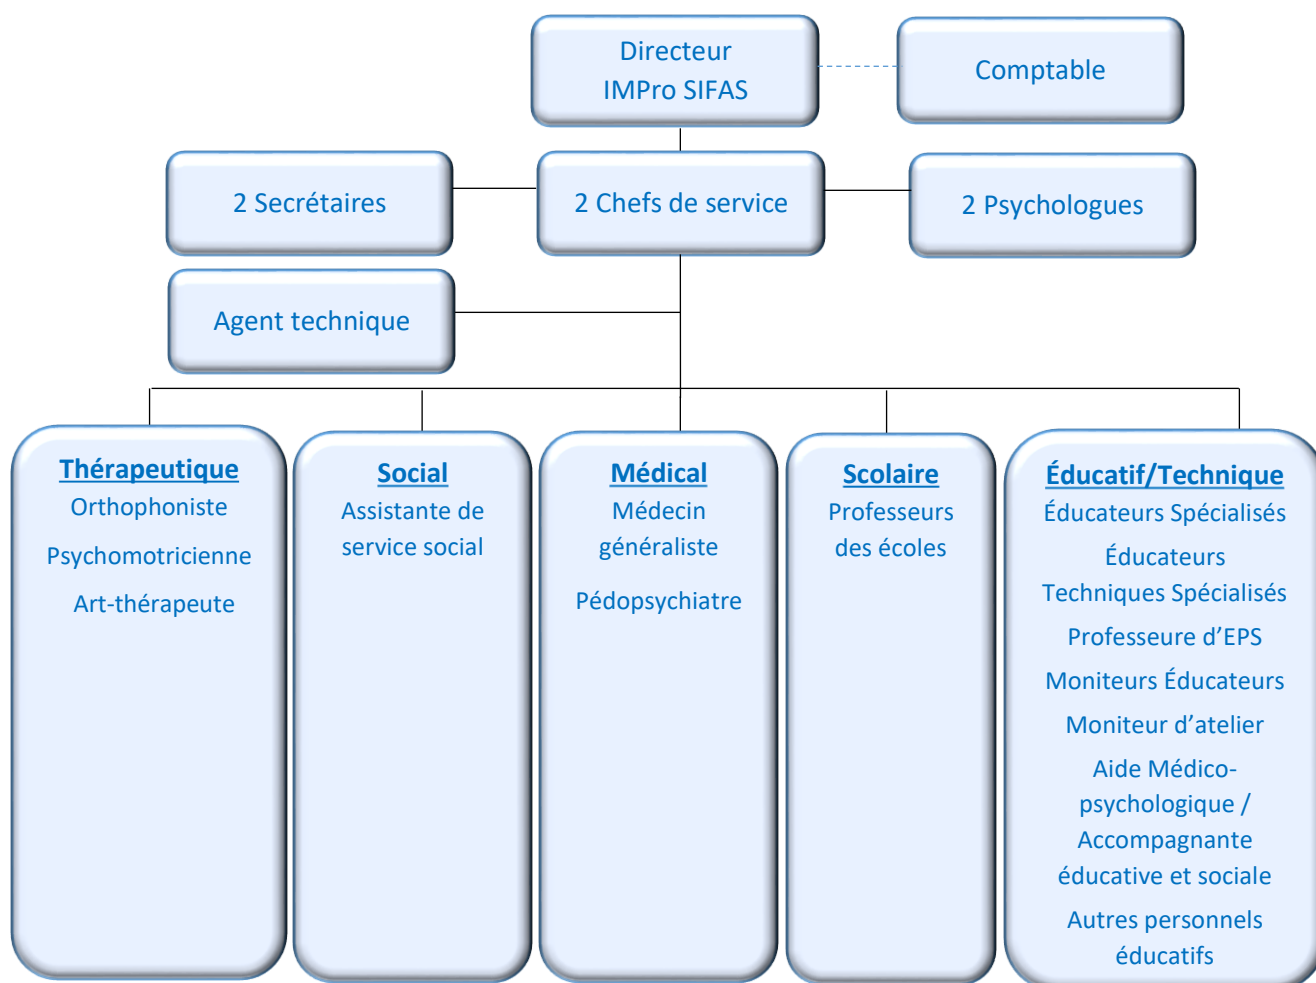 Directeur
IMPro SIFAS
Comptable
2 Secrétaires
2 Chefs de service
2 Psychologues
Agent technique
Thérapeutique
Orthophoniste
Psychomotricienne
Art-thérapeute
Social
Assistante de
service social
Médical
Médecin
généraliste
Pédopsychiatre
Scolaire
Professeurs
des écoles
Éducatif/Technique
Éducateurs Spécialisés
Éducateurs
Techniques Spécialisés
Professeure d’EPS
Moniteurs Éducateurs
Moniteur d’atelier
Aide Médico-
psychologique /
Accompagnante
éducative et sociale
Autres personnels
éducatifs